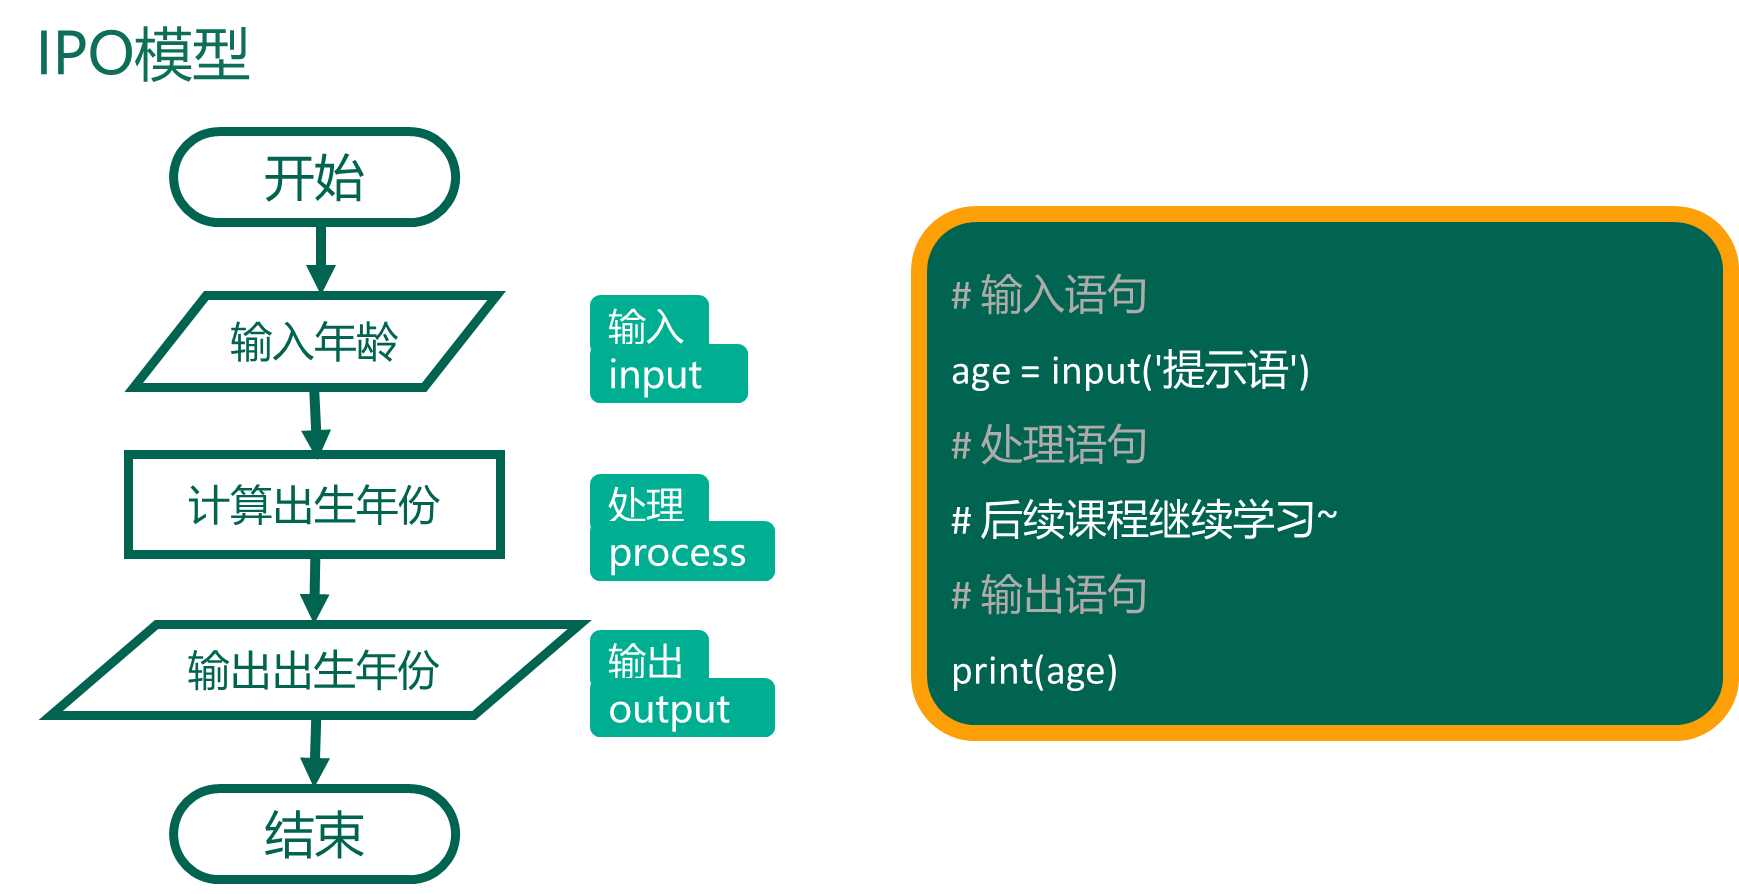 IPO模型
开始
输入年龄
计算出生年份
输出出生年份
结束
输入
input
处理
process
输出
output
# 输入语句
age = input('提示语')
# 处理语句
# 后续课程继续学习~
# 输出语句
print(age)